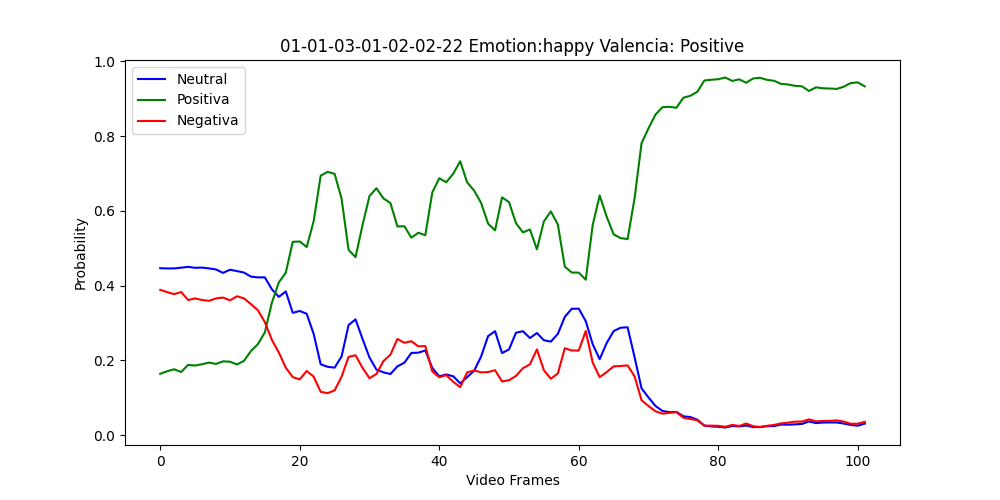 01-01-03-01-02-02-22 Emotion:happy Valencia: Positive
1.0
0.8
0.6
0.4
0.2
0.0
Probability
Neutral
Positiva
Negativa
0 20 40 60 80 100
Video Frames